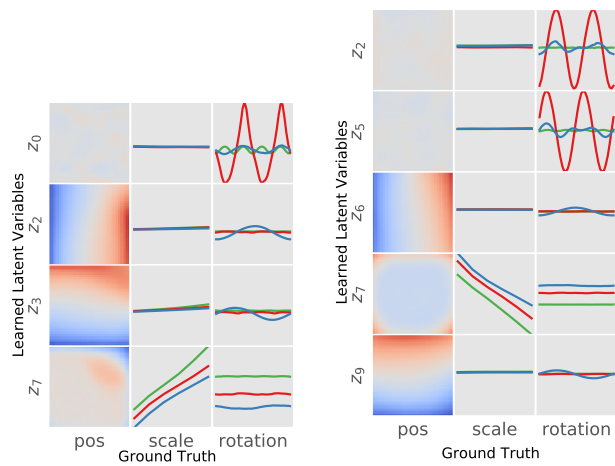 Learned Latent Variables
Z0
Z2
Z3
Z7
pos scale rotation
Ground Truth
Learned Latent Variables
Z2
Z5
Z6
Z7
Z9
pos scale rotation
Ground Truth